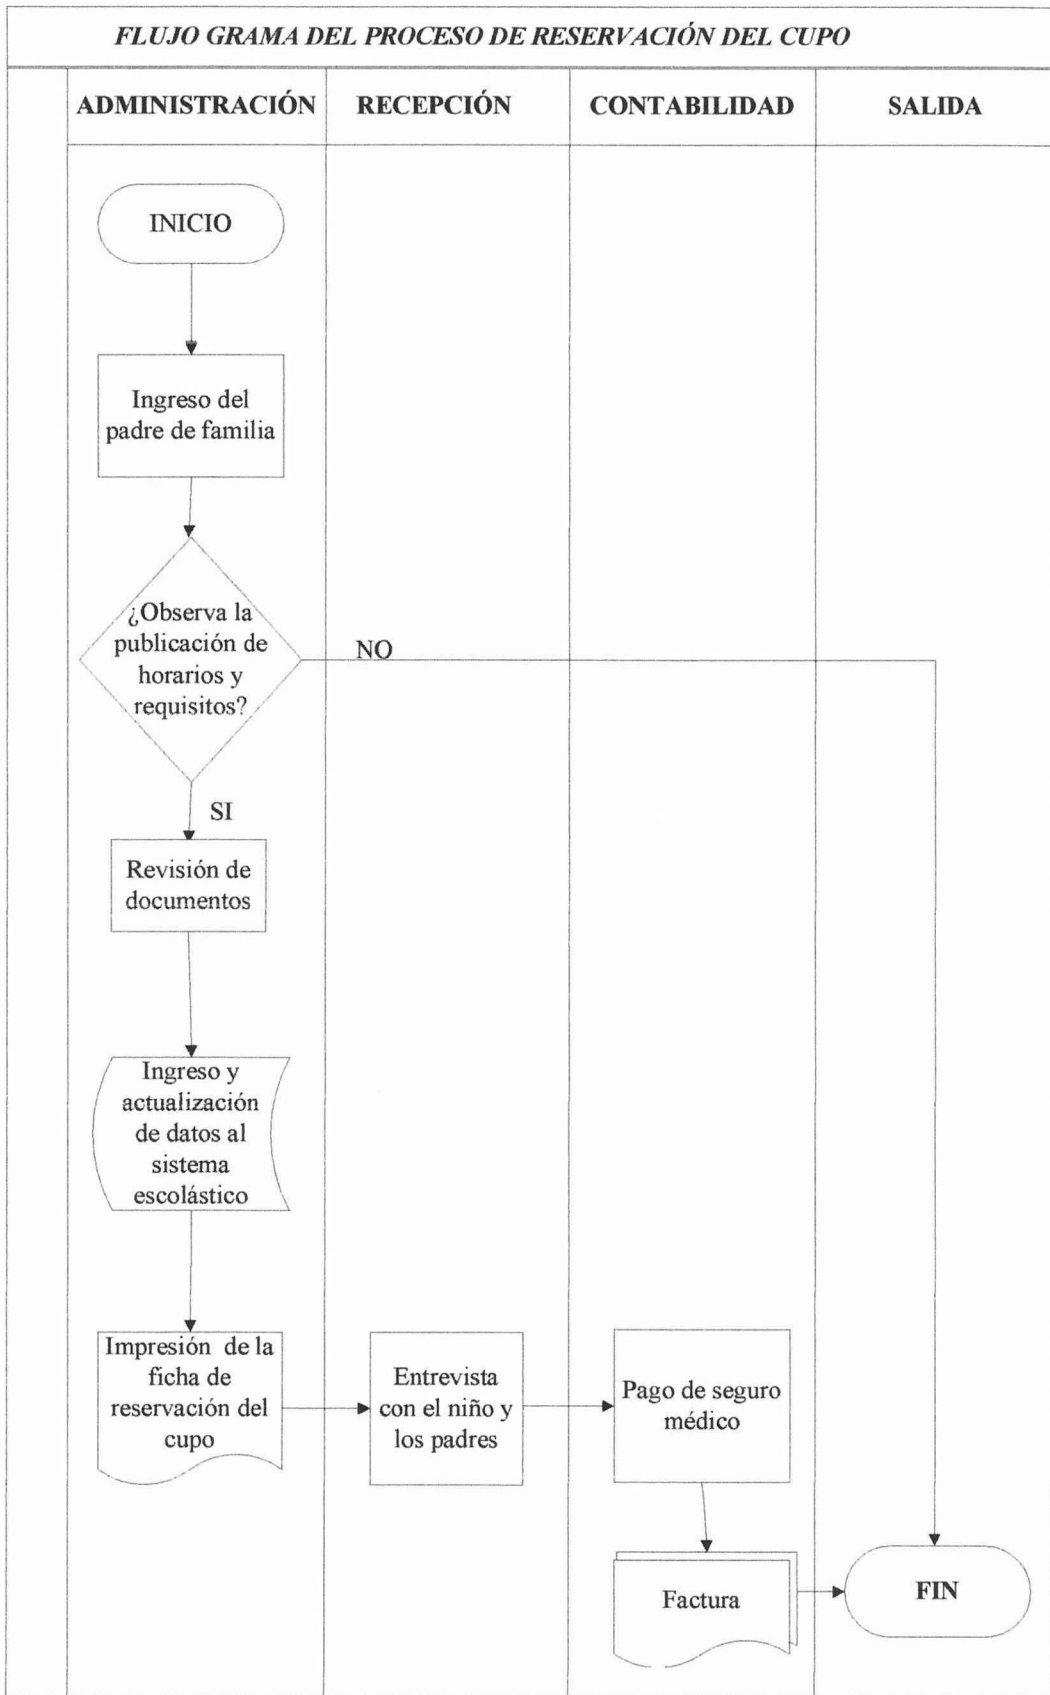 FLUJO GRAMA DEL PROCESO DE RESERVACIÓN DEL CUPO
ADMINISTRACIÓN
RECEPCIÓN
CONTABILIDAD
SALIDA
INICIO
Ingreso del
padre de familia
¿Observa la
publicación de
horarios y
requisitos?
NO
SI
Revisión de
documentos
Ingreso y
actualización
de datos al
sistema
escolástico
Impresión de la
ficha de
reservación del
cupo
Entrevista
con el niño y
los padres
Pago de seguro
médico
Factura
FIN